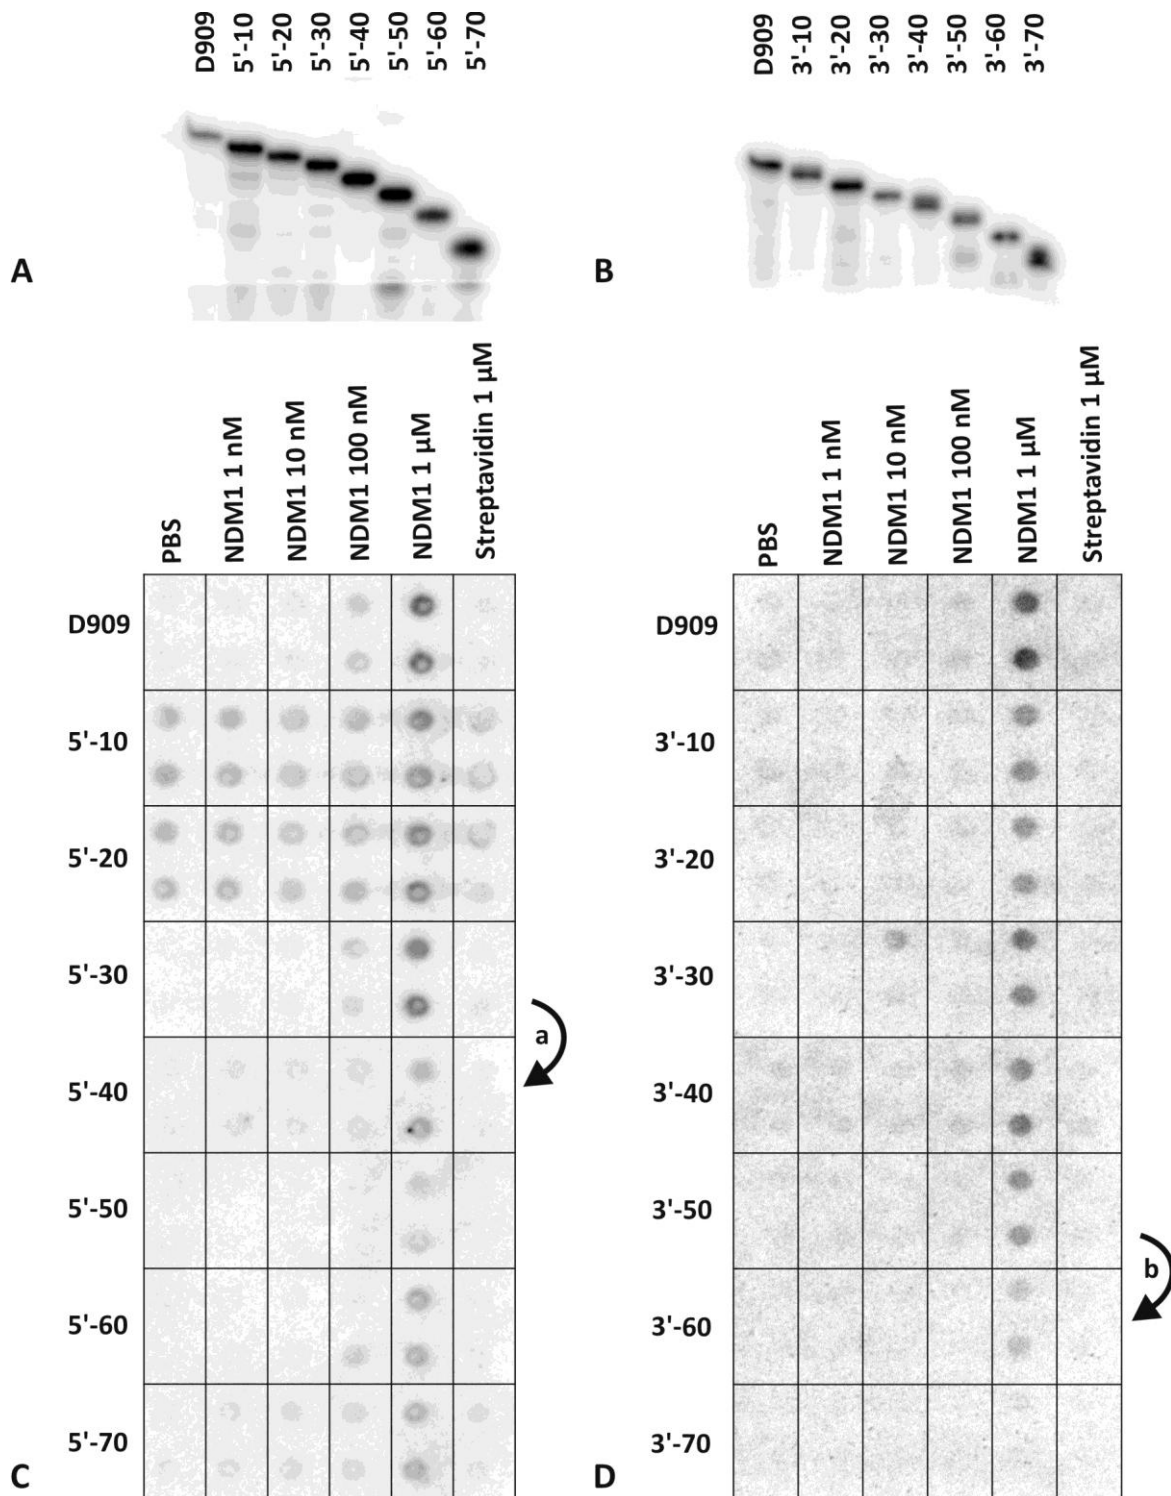 D909 5'-10 5'-20 5'-30 5'-40 5'-50 5'-60 5'-70
A
D909 3'-10 3'-20 3'-30 3'-40 3'-50 3'-60 3'-70
B
PBS
NDM1 1 nM
NDM1 10 nM
NDM1 100 nM
NDM1 1 µM
Streptavidin 1 µM
D909
5'-10
5'-20
5'-30
a
5'-40
5'-50
5'-60
5'-70
C
PBS
NDM1 1 nM
NDM1 10 nM
NDM1 100 nM
NDM1 1 µM
Streptavidin 1 µM
D909
3'-10
3'-20
3'-30
3'-40
3'-50
b
3'-60
3'-70
D